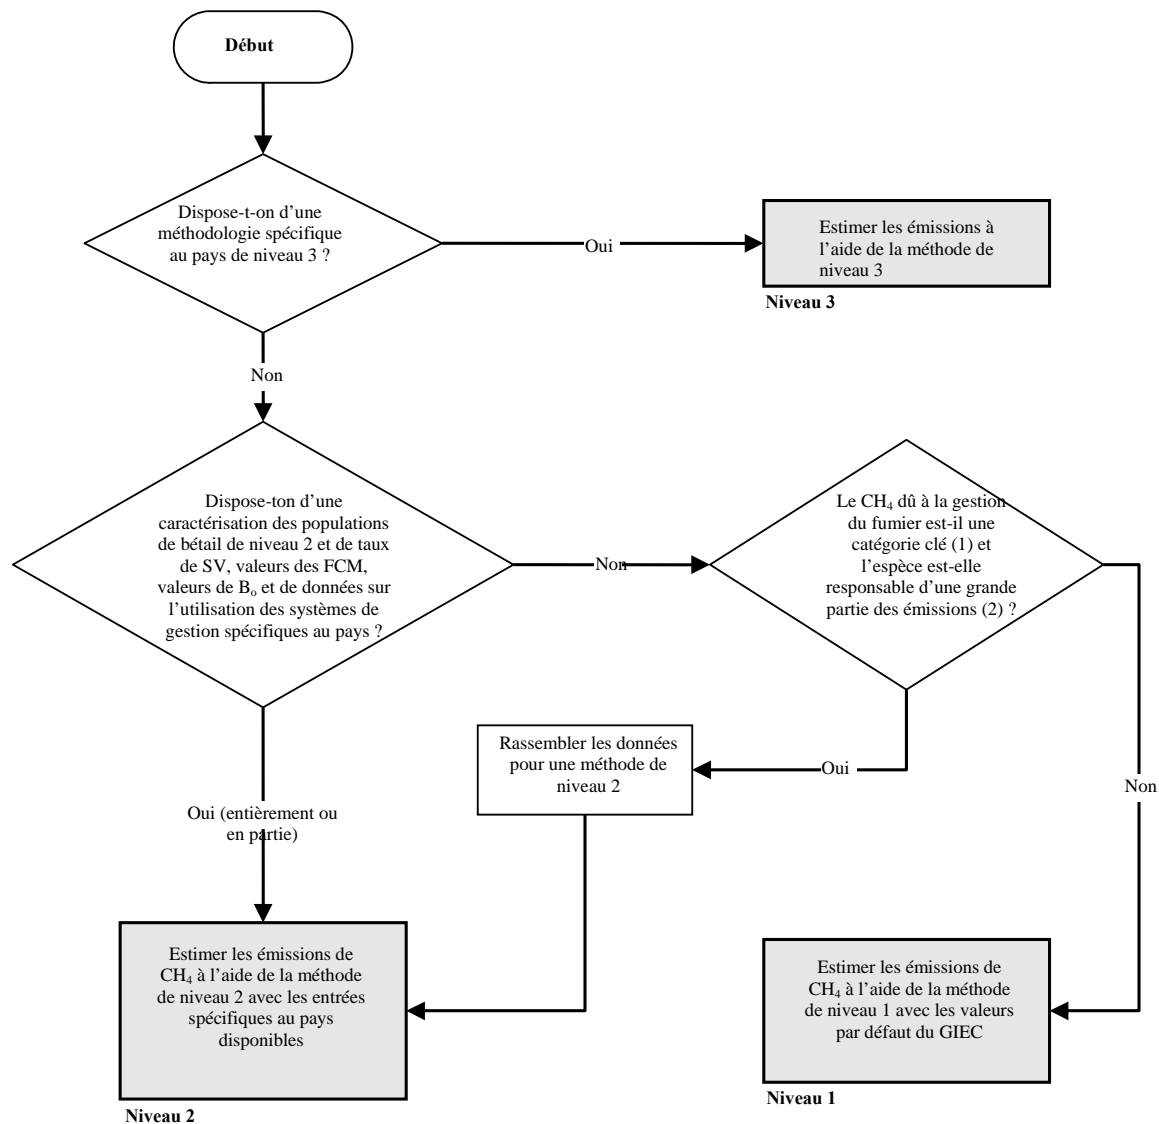 Début
Dispose-t-on d’une
méthodologie spécifique
au pays de niveau 3 ?
Oui
Estimer les émissions à
l’aide de la méthode de
niveau 3
Niveau 3
Non
Dispose-ton d’une
caractérisation des populations
de bétail de niveau 2 et de taux
de SV, valeurs des FCM,
valeurs de Bₒ et de données sur
l’utilisation des systèmes de
gestion spécifiques au pays ?
Non
Le CH₄ dû à la gestion
du fumier est-il une
catégorie clé (1) et
l’espèce est-elle
responsable d’une grande
partie des émissions (2) ?
Rassembler les données
pour une méthode de
niveau 2
Oui
Non
Oui (entièrement ou
en partie)
Estimer les émissions de
CH₄ à l’aide de la méthode
de niveau 2 avec les entrées
spécifiques au pays
disponibles
Niveau 2
Estimer les émissions de
CH₄ à l’aide de la méthode
de niveau 1 avec les valeurs
par défaut du GIEC
Niveau 1